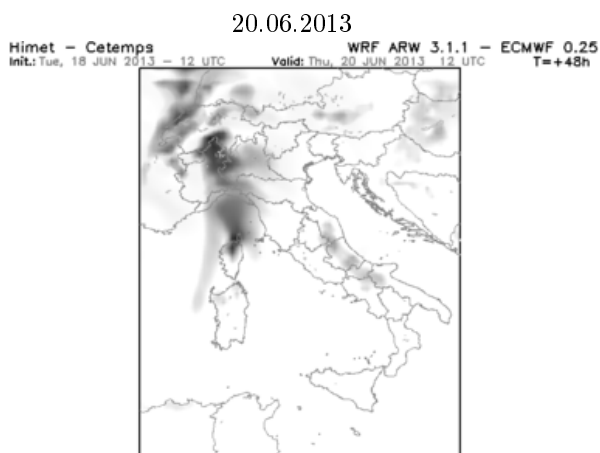 20.06.2013
Himet – Cetemps WRF ARW 3.1.1 – ECMWF 0.25
Init.: Tue, 18 JUN 2013 – 12 UTC Valid: Thu, 20 JUN 2013 12 UTC T=+48h